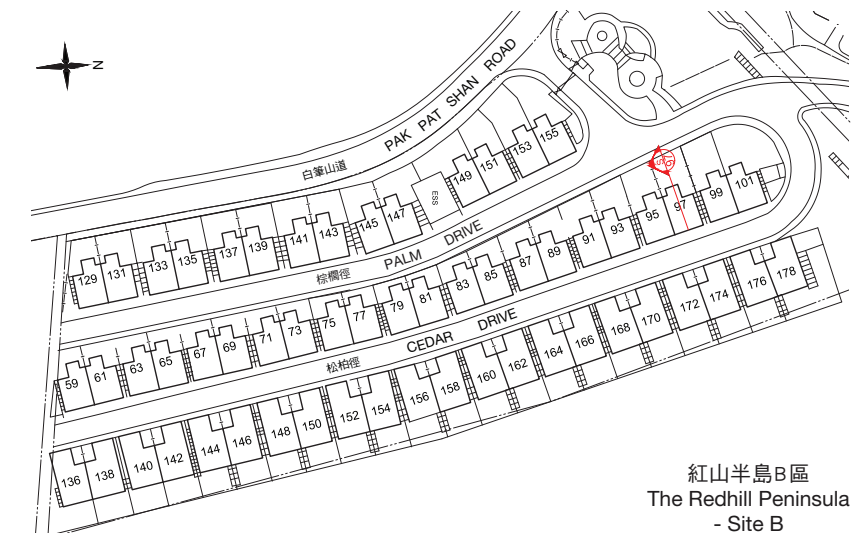 N
白筆山道 PAK PAT SHAN ROAD
129 131 133 135 137 139 141 143 145 147 ESS 149 151 153 155
棕櫚徑 PALM DRIVE
59 61 63 65 67 69 71 73 75 77 79 81 83 85 87 89 91 93 95 97 99 101
松柏徑 CEDAR DRIVE
136 138 140 142 144 146 148 150 152 154 156 158 160 162 164 166 168 170 172 174 176 178
紅山半島B區
The Redhill Peninsula
- Site B